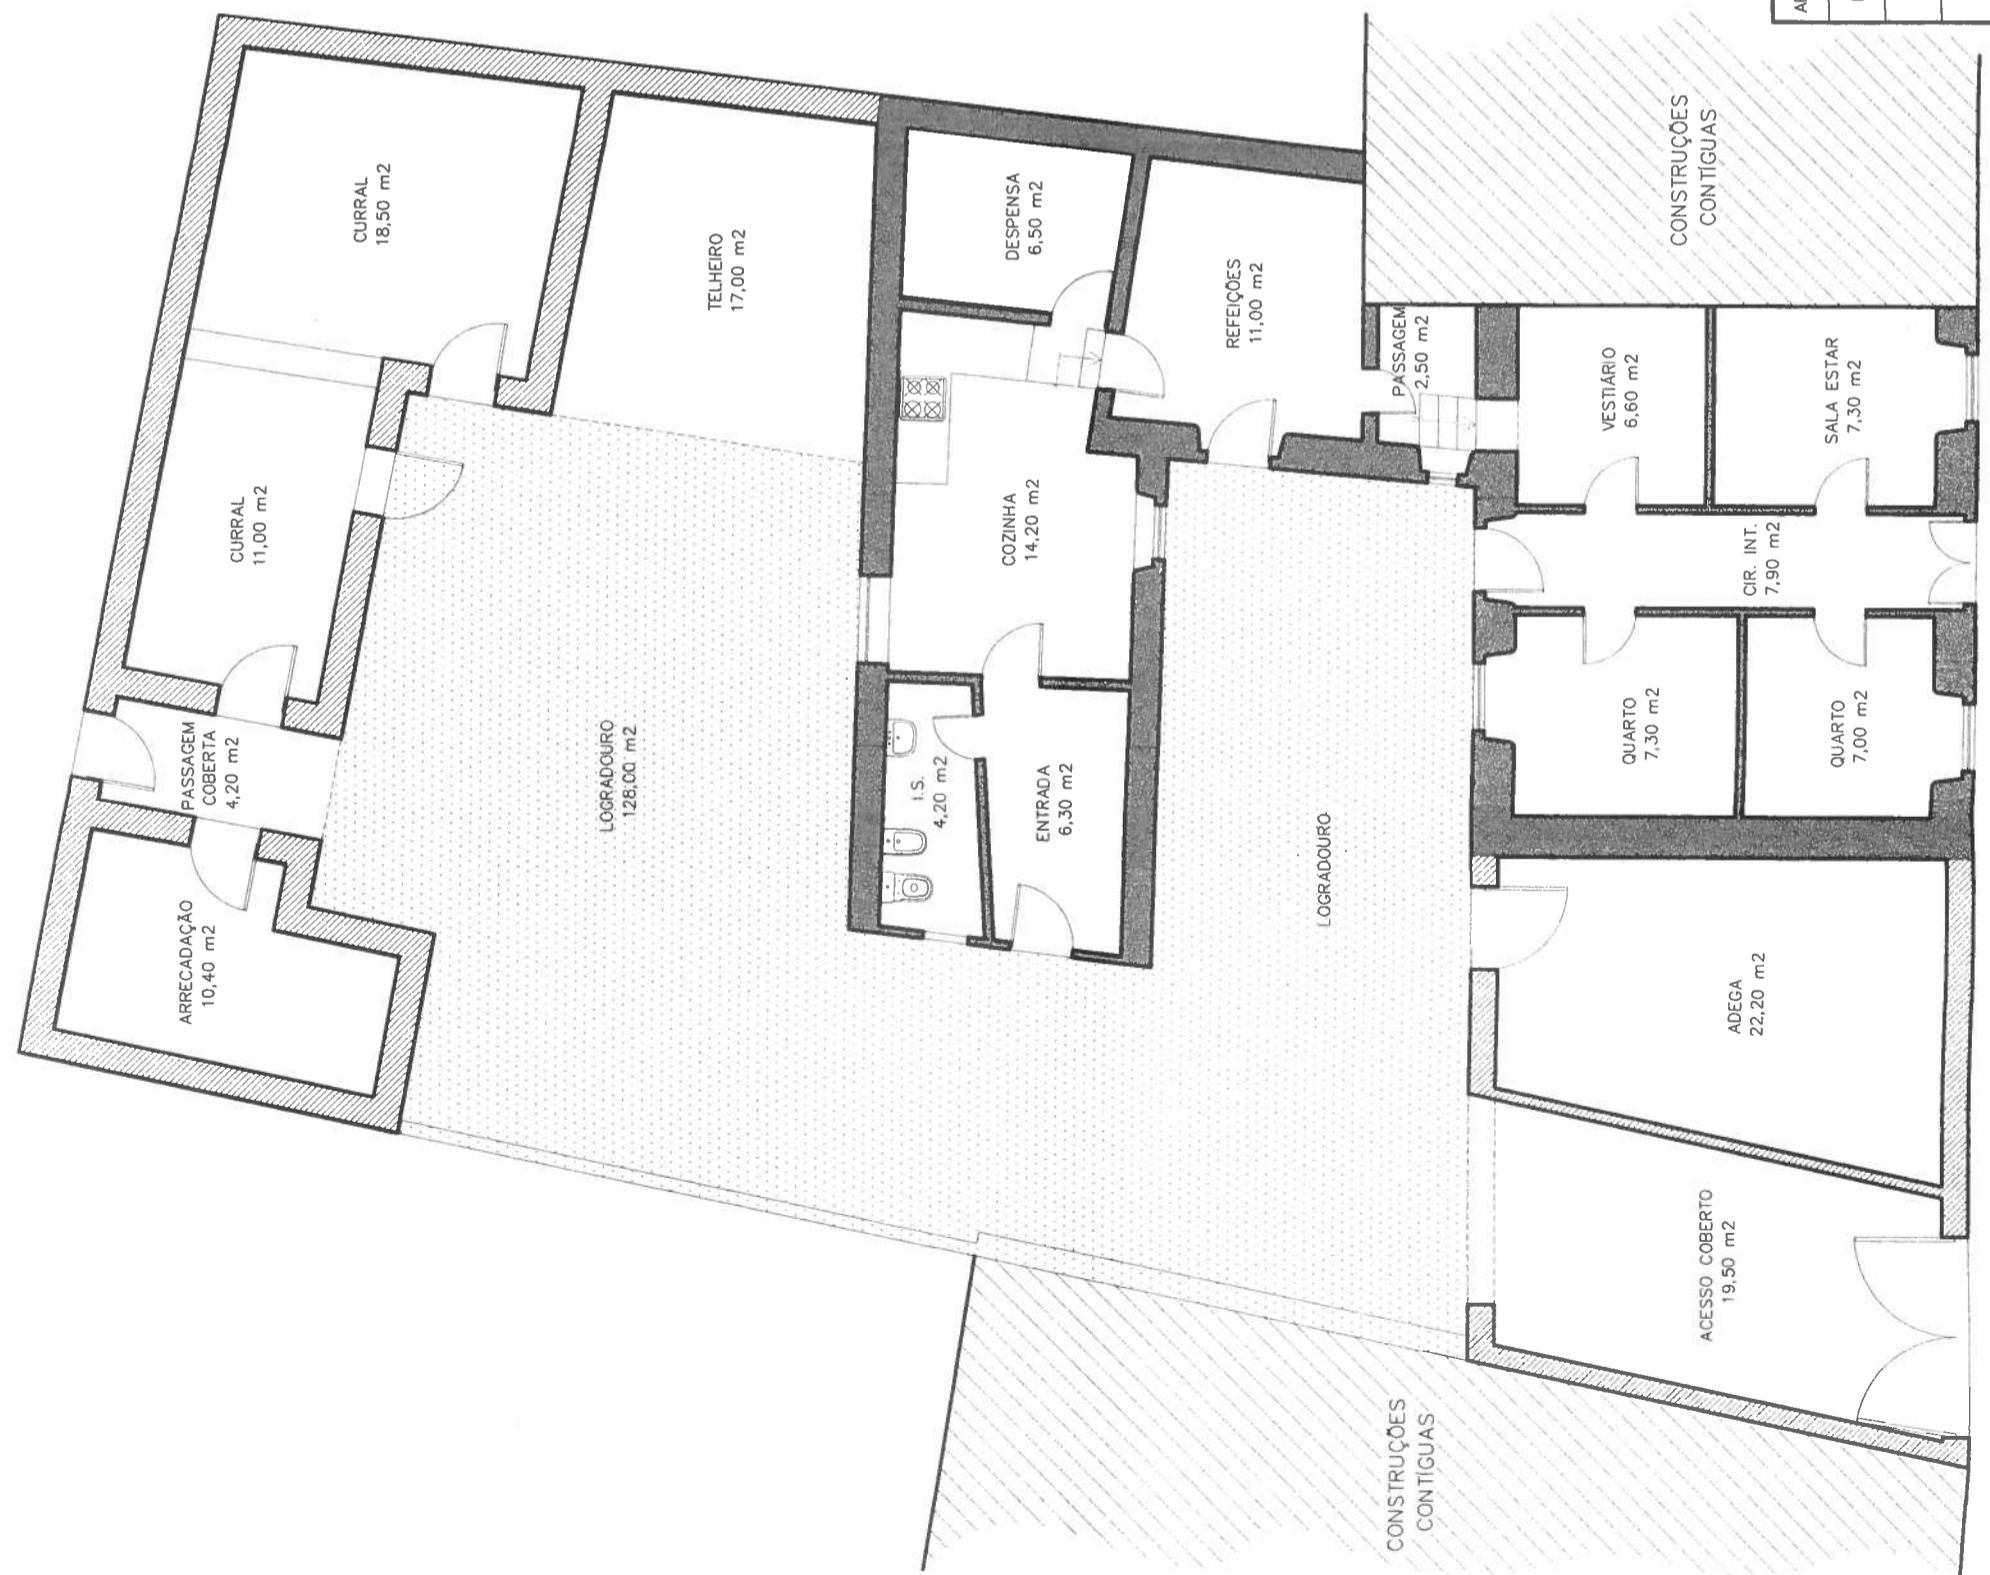 CURRAL
18,50 m2
TELHEIRO
17,00 m2
CURRAL
11,00 m2
PASSAGEM
COBERTA
4,20 m2
ARRECADAÇÃO
10,40 m2
LOGRADOURO
128,00 m2
DESPENSA
6,50 m2
REFEIÇÕES
11,00 m2
COZINHA
14,20 m2
I.S.
4,20 m2
ENTRADA
6,30 m2
LOGRADOURO
PASSAGEM
2,50 m2
VESTIÁRIO
6,60 m2
SALA ESTAR
7,30 m2
CIR. INT.
7,90 m2
QUARTO
7,30 m2
QUARTO
7,00 m2
ADEGA
22,20 m2
ACESSO COBERTO
19,50 m2
CONSTRUÇÕES
CONTÍGUAS
CONSTRUÇÕES
CONTÍGUAS